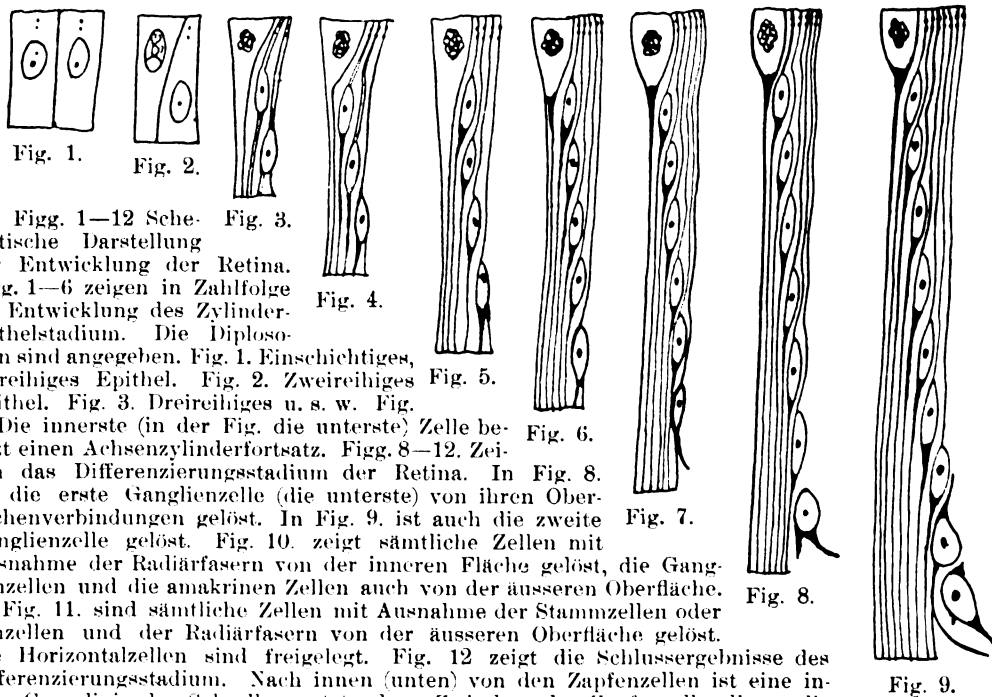 Fig. 1.
Fig. 2.
Fig. 3.
Figg. 1—12 Sche-
tische Darstellung
Entwicklung der Retina.
g. 1—6 zeigen in Zahlfolge
Entwicklung des Zylinder-
thelstadium. Die Diploso-
n sind angegeben. Fig. 1. Einschichtiges,
reihiges Epithel. Fig. 2. Zweireihiges
ithel. Fig. 3. Dreireihiges u. s. w. Fig.
Die innerste (in der Fig. die unterste) Zelle be-
zt einen Achsenzylinderfortsatz. Figg. 8—12. Zei-
n das Differenzierungsstadium der Retina. In Fig. 8.
die erste Ganglienzelle (die unterste) von ihren Ober-
chenverbindungen gelöst. In Fig. 9. ist auch die zweite
nglienzelle gelöst. Fig. 10. zeigt sämtliche Zellen mit
snahme der Radiärfasern von der inneren Fläche gelöst, die Gang-
nzellen und die amakrinen Zellen auch von der äusseren Oberfläche.
Fig. 11. sind sämtliche Zellen mit Ausnahme der Stammzellen oder
nzellen und der Radiärfasern von der äusseren Oberfläche gelöst.
e Horizontalzellen sind freigelegt. Fig. 12 zeigt die Schlussergebnisse des
fferenzierungsstadium. Nach innen (unten) von den Zapfenzellen ist eine in-
Fig. 4.
Fig. 5.
Fig. 6.
Fig. 7.
Fig. 8.
Fig. 9.